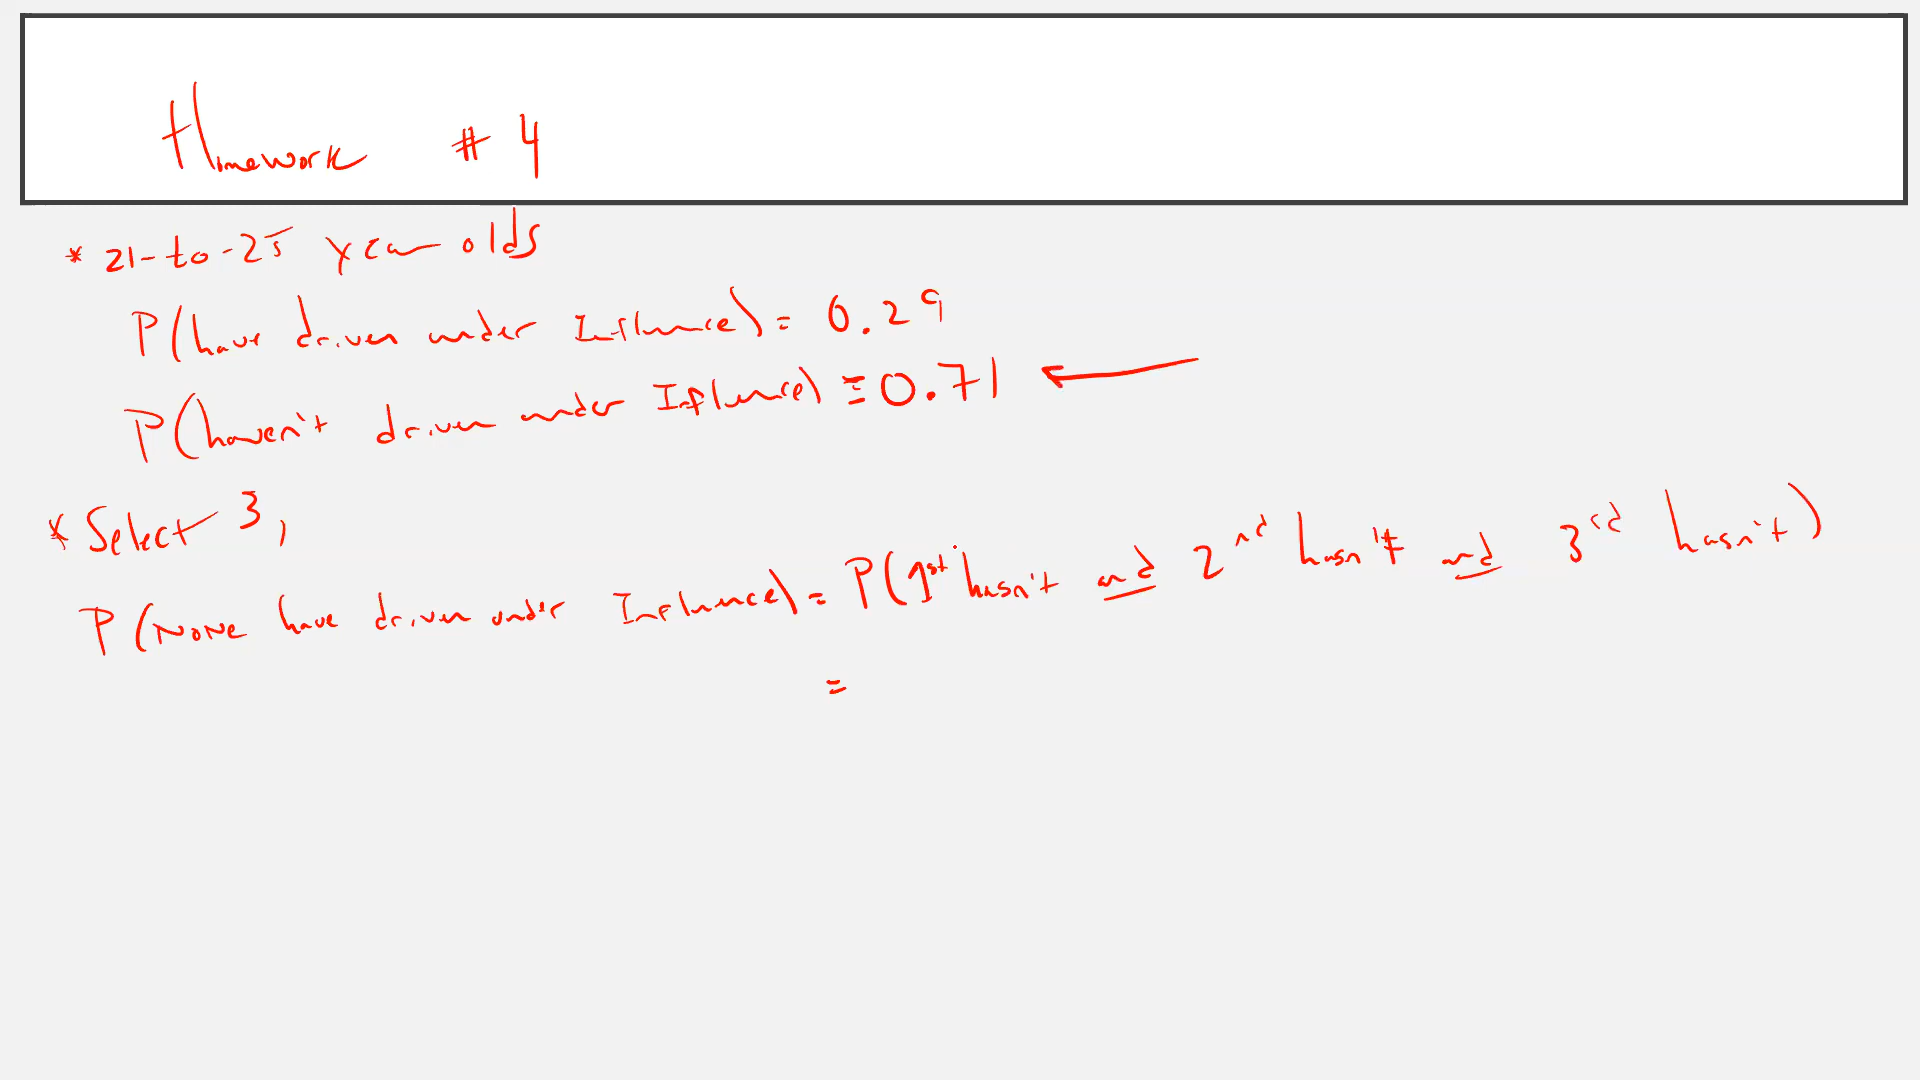 Homework # 4
* 21-to-25 year olds
P(have driven under Influence) = 0.29
P(haven't driven under Influence) = 0.71
* Select 3,
P(NONE have driven under Influence) = P(1st hasn't and 2nd hasn't and 3rd hasn't)
=